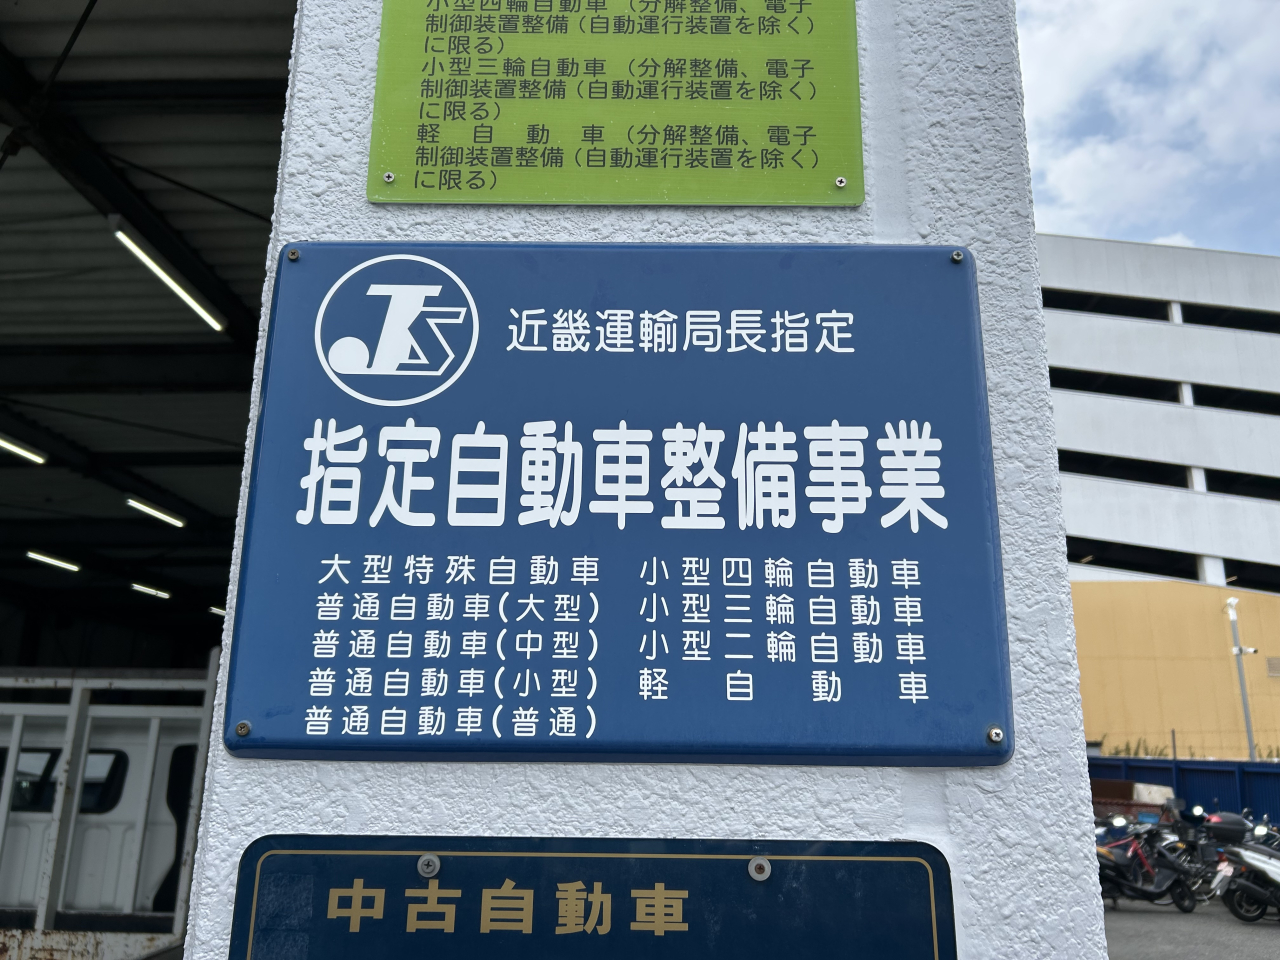 小型四輪自動車（分解整備、電子
制御装置整備（自動運行装置を除く）
に限る）
小型三輪自動車（分解整備、電子
制御装置整備（自動運行装置を除く）
に限る）
軽自動車（分解整備、電子
制御装置整備（自動運行装置を除く）
に限る）
JS
近畿運輸局長指定
指定自動車整備事業
大型特殊自動車 小型四輪自動車
普通自動車(大型) 小型三輪自動車
普通自動車(中型) 小型二輪自動車
普通自動車(小型) 軽自動車
普通自動車(普通)
中古自動車